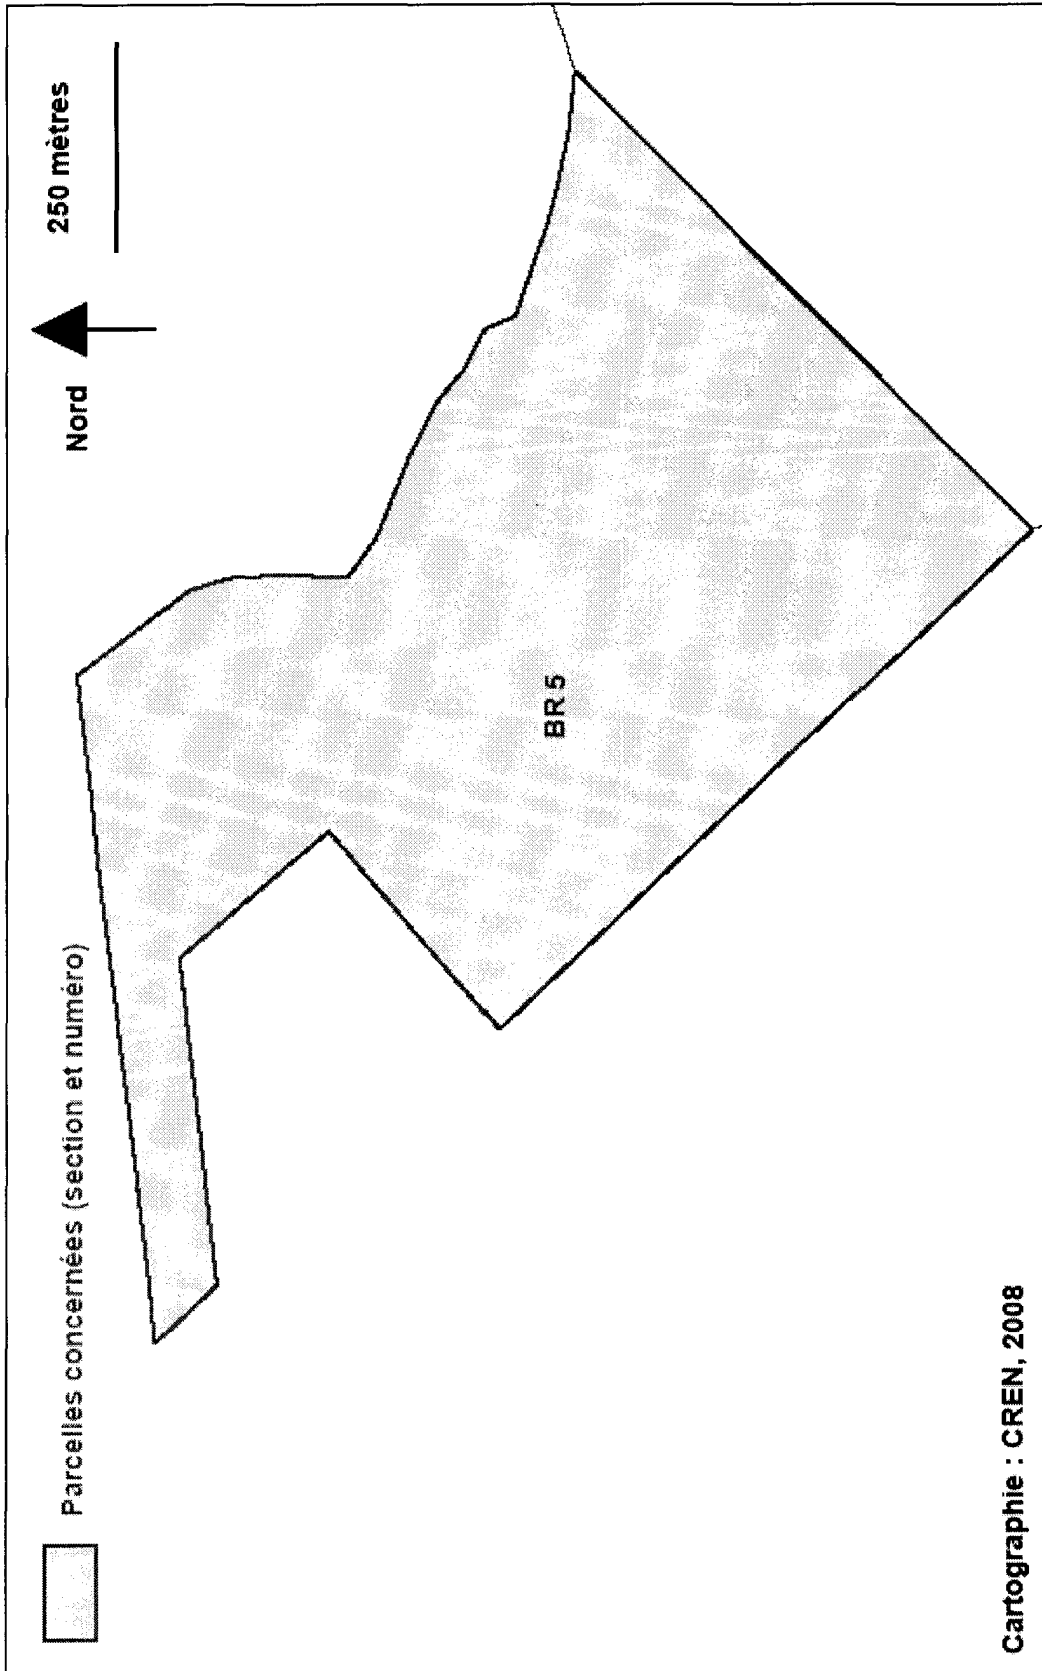 Parcelles concernées (section et numéro)
Nord
250 mètres
BR 5
Cartographie : CREN, 2008